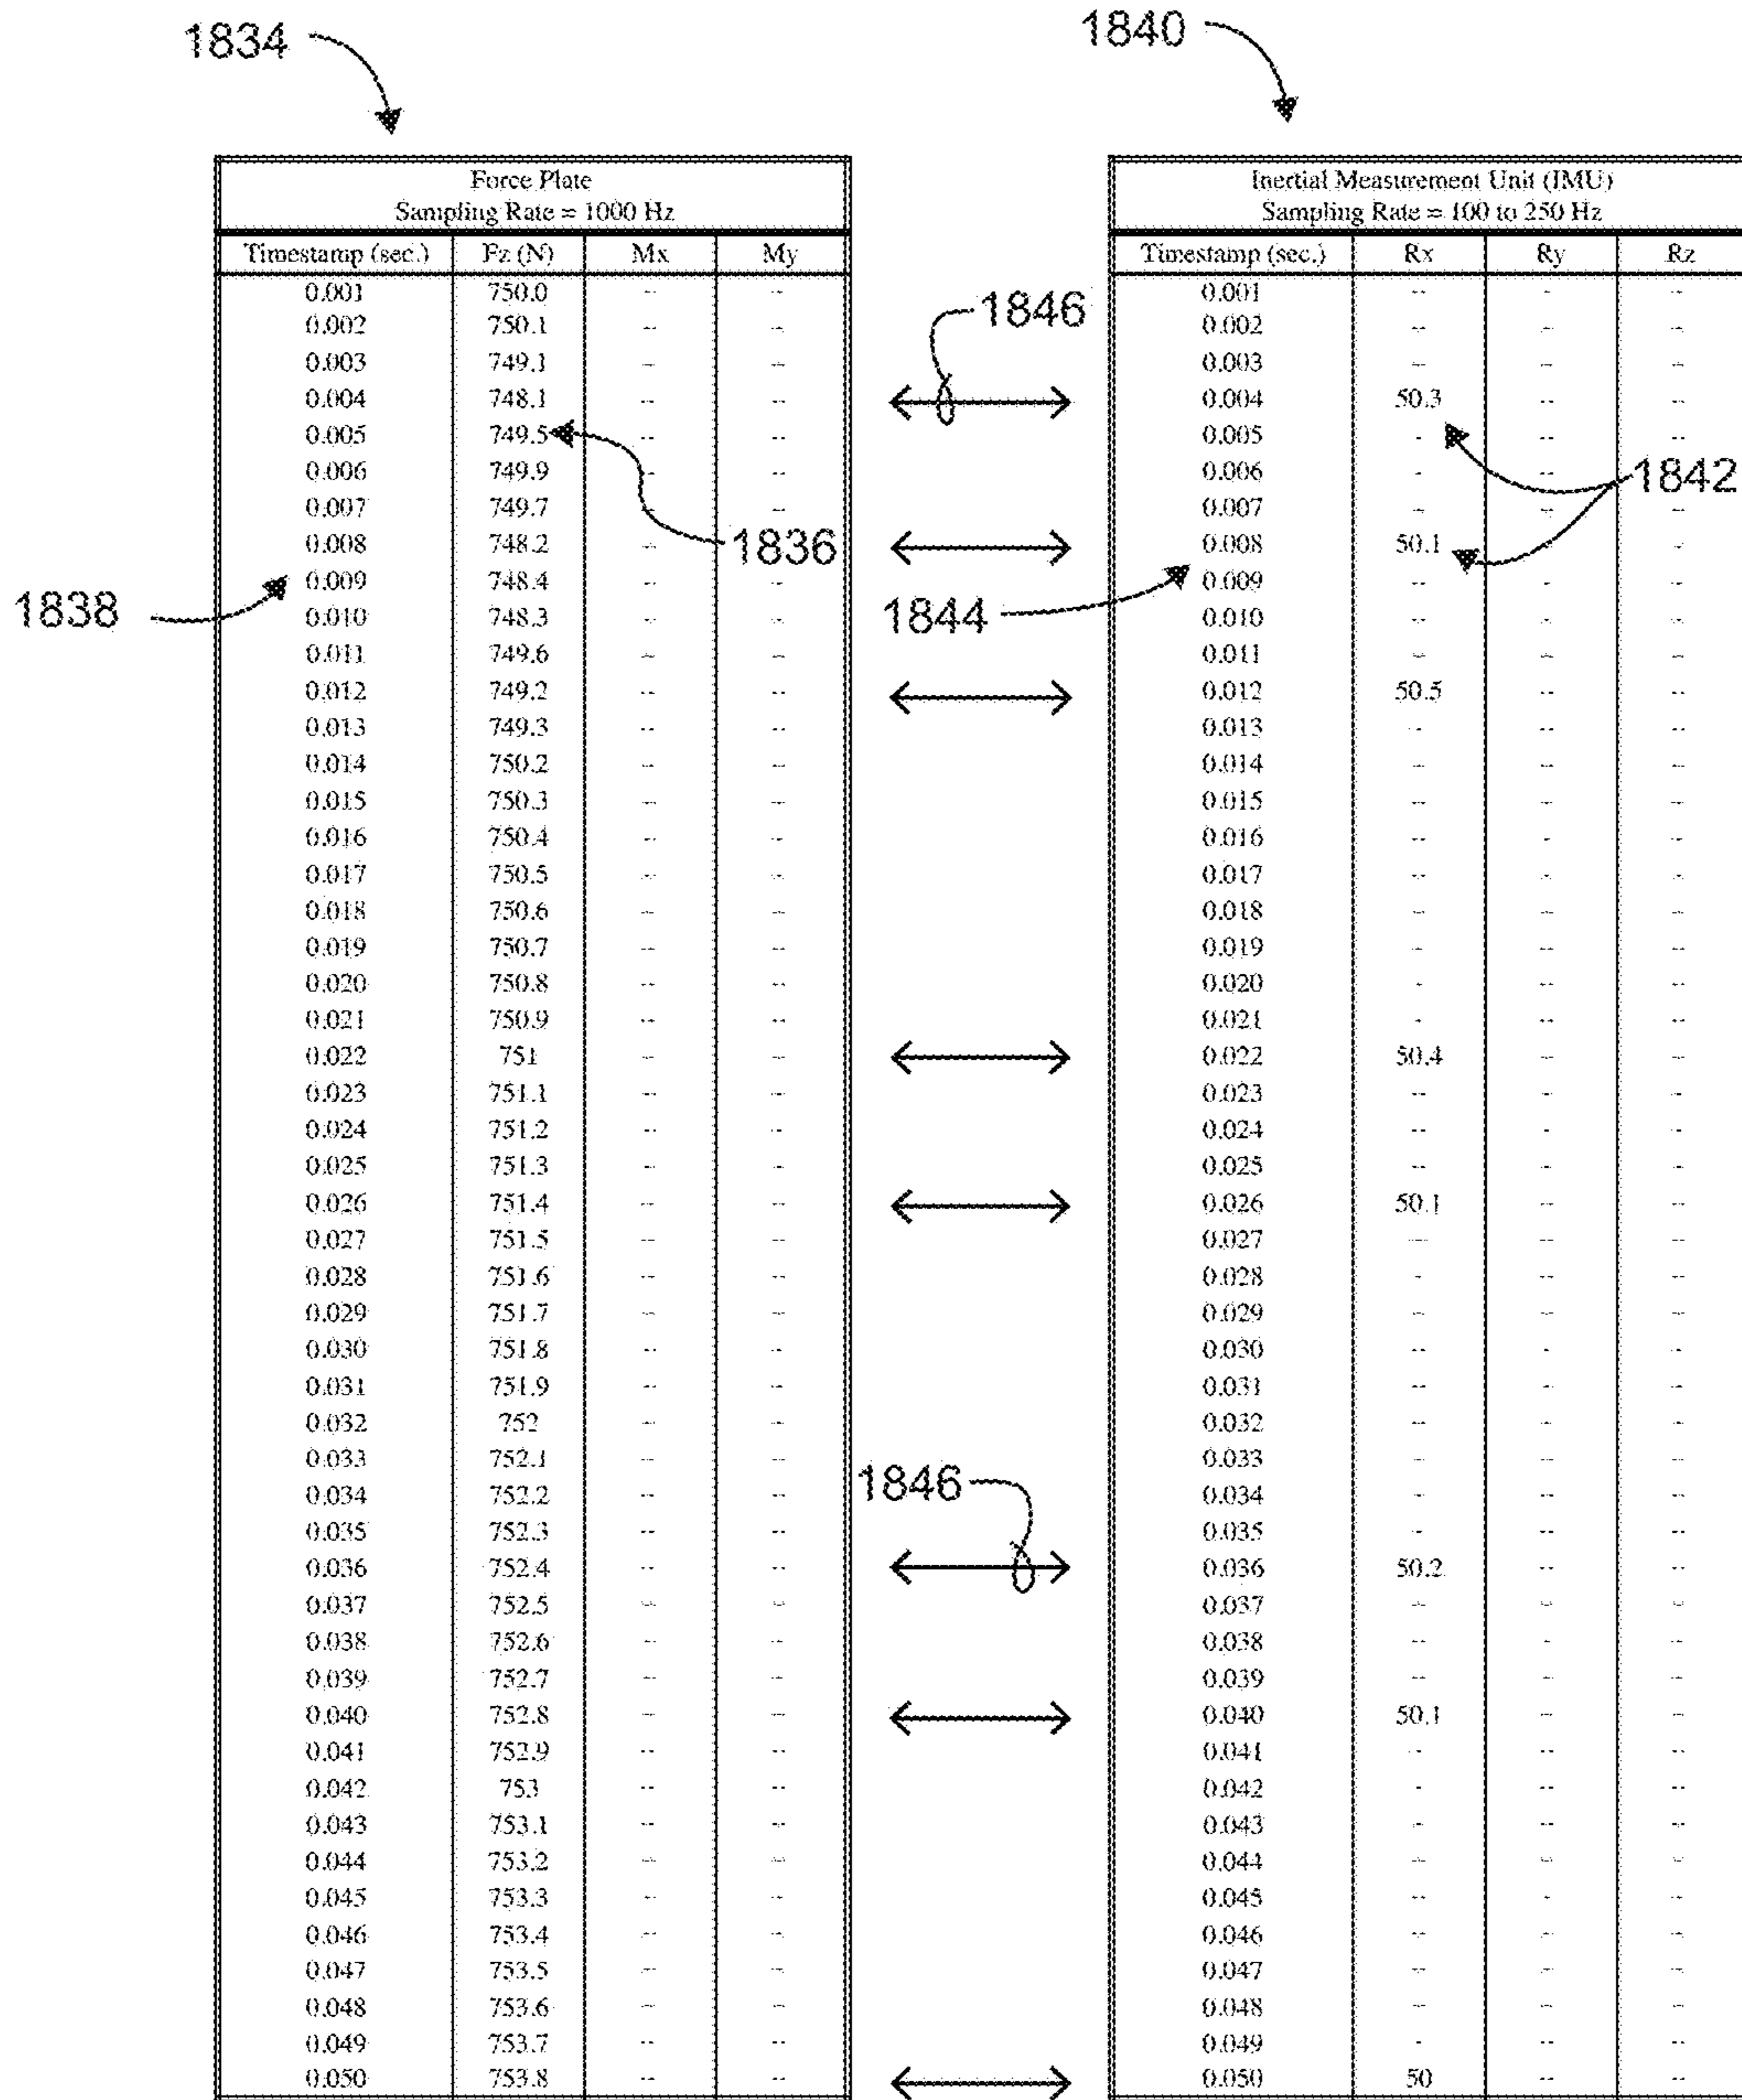 1834
1840
Force Plate
Sampling Rate = 1000 Hz
Timestamp (sec.) Fz (N) Mx My
0.001 750.0 -- --
0.002 750.1 -- --
0.003 749.1 -- --
0.004 748.1 -- --
0.005 749.5 -- --
0.006 749.9 -- --
0.007 749.7 -- --
0.008 748.2 -- --
0.009 748.4 -- --
0.010 748.3 -- --
0.011 749.6 -- --
0.012 749.2 -- --
0.013 749.3 -- --
0.014 750.2 -- --
0.015 750.3 -- --
0.016 750.4 -- --
0.017 750.5 -- --
0.018 750.6 -- --
0.019 750.7 -- --
0.020 750.8 -- --
0.021 750.9 -- --
0.022 751 -- --
0.023 751.1 -- --
0.024 751.2 -- --
0.025 751.3 -- --
0.026 751.4 -- --
0.027 751.5 -- --
0.028 751.6 -- --
0.029 751.7 -- --
0.030 751.8 -- --
0.031 751.9 -- --
0.032 752 -- --
0.033 752.1 -- --
0.034 752.2 -- --
0.035 752.3 -- --
0.036 752.4 -- --
0.037 752.5 -- --
0.038 752.6 -- --
0.039 752.7 -- --
0.040 752.8 -- --
0.041 752.9 -- --
0.042 753 -- --
0.043 753.1 -- --
0.044 753.2 -- --
0.045 753.3 -- --
0.046 753.4 -- --
0.047 753.5 -- --
0.048 753.6 -- --
0.049 753.7 -- --
0.050 753.8 -- --
1836
1838
1846
1844
1846
Inertial Measurement Unit (IMU)
Sampling Rate = 100 to 250 Hz
Timestamp (sec.) Rx Ry Rz
0.001 -- -- --
0.002 -- -- --
0.003 -- -- --
0.004 50.3 -- --
0.005 - -- --
0.006 - -- --
0.007 -- -- --
0.008 50.1 - -
0.009 -- - -
0.010 -- -- --
0.011 -- -- --
0.012 50.5 -- --
0.013 - -- --
0.014 -- -- --
0.015 -- -- --
0.016 -- - --
0.017 -- - -
0.018 -- -- --
0.019 - -- --
0.020 - -- --
0.021 - -- --
0.022 50.4 -- --
0.023 -- - --
0.024 -- - -
0.025 -- - -
0.026 50.1 -- --
0.027 -- -- --
0.028 - -- --
0.029 -- -- --
0.030 -- - -
0.031 -- - --
0.032 -- -- --
0.033 -- -- --
0.034 - -- --
0.035 - -- --
0.036 50.2 -- --
0.037 -- -- --
0.038 -- - --
0.039 -- -- --
0.040 50.1 -- --
0.041 - -- --
0.042 - -- --
0.043 - -- --
0.044 -- -- --
0.045 -- - --
0.046 -- -- --
0.047 -- -- --
0.048 -- -- --
0.049 - -- --
0.050 50 -- --
1842